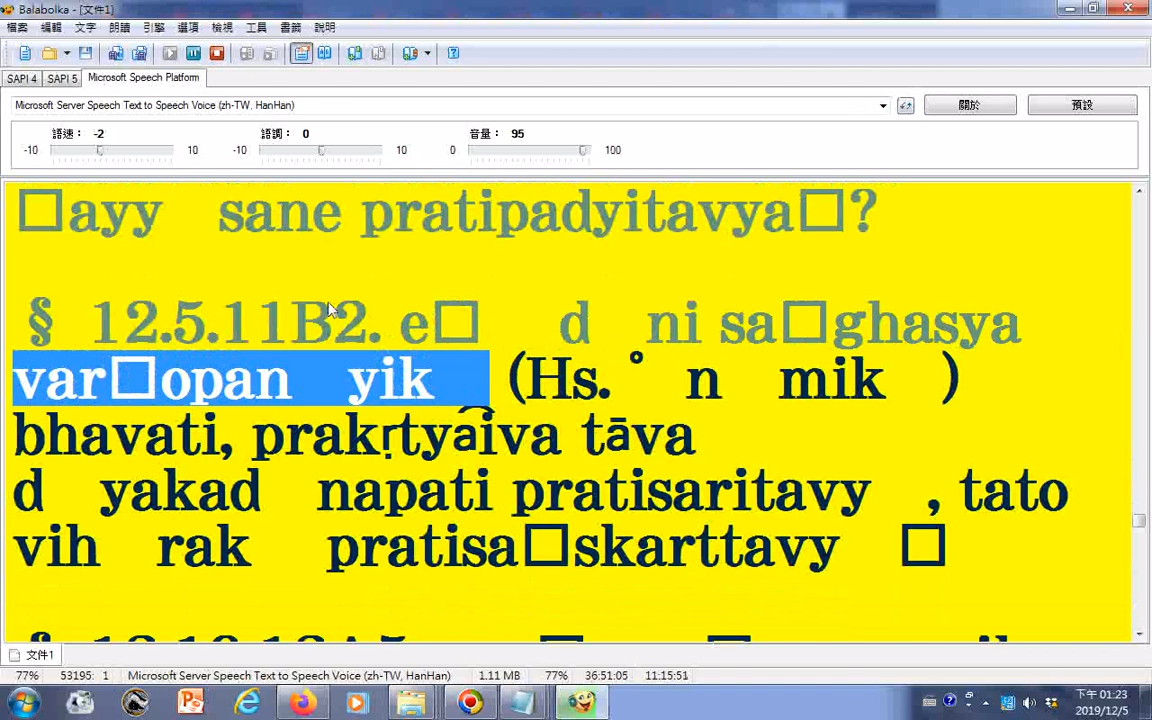 Balabolka - [文件1]
檔案 編輯 文字 朗讀 引擎 選項 檢視 工具 書籤 說明
SAPI 4 SAPI 5 Microsoft Speech Platform
Microsoft Server Speech Text to Speech Voice (zh-TW, HanHan) 關於 預設
語速： -2 語調： 0 音量： 95
-10 10 -10 10 0 100
□ayy sane pratipadyitavya□?
§ 12.5.11B2. e□ d ni sa□ghasya
var□opan yik (Hs. ° n mik )
bhavati, prakṛtyâiva tāva
d yakad napati pratisaritavy , tato
vih rak pratisa□skarttavy □
文件1
77% 53195: 1 Microsoft Server Speech Text to Speech Voice (zh-TW, HanHan) 1.11 MB 77% 36:51:05 11:15:51
下午 01:23
2019/12/5